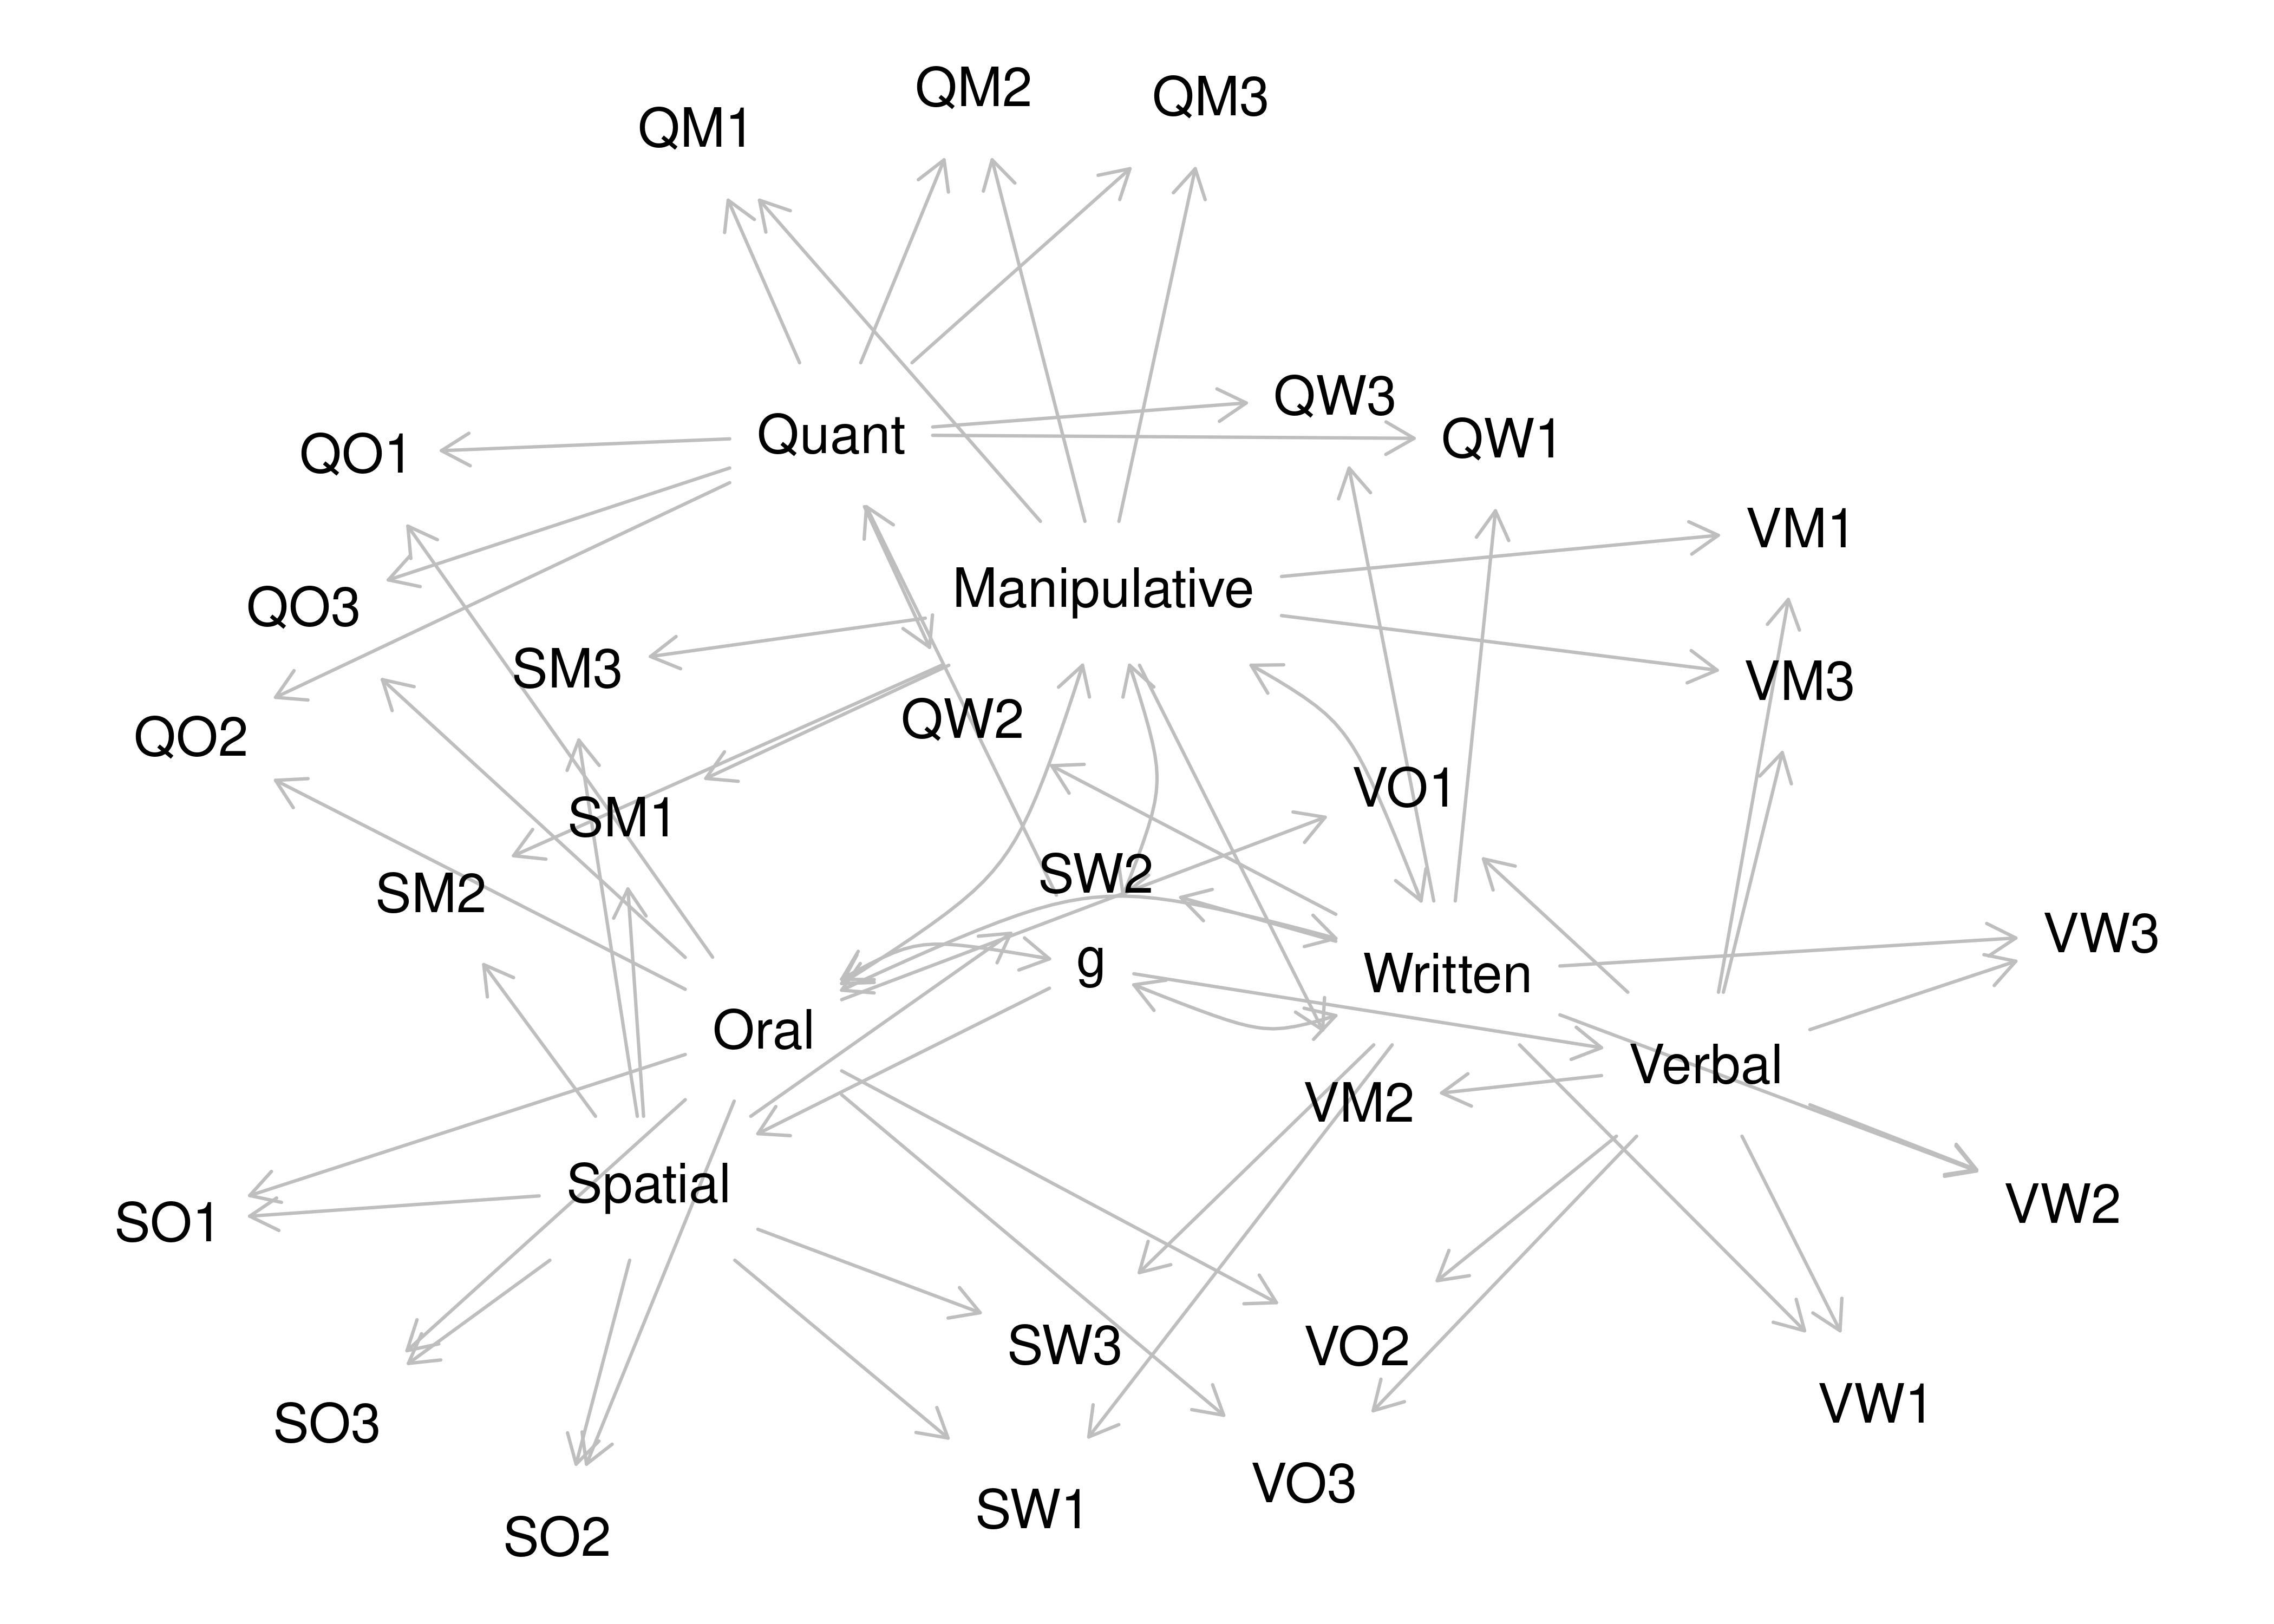 QM2
QM3
QM1
QW3
Quant
QW1
QO1
VM1
Manipulative
QO3
SM3
VM3
QW2
QO2
VO1
SM1
SW2
SM2
VW3
g
Written
Oral
Verbal
VM2
Spatial
VW2
SO1
SW3
VO2
VW1
SO3
VO3
SW1
SO2